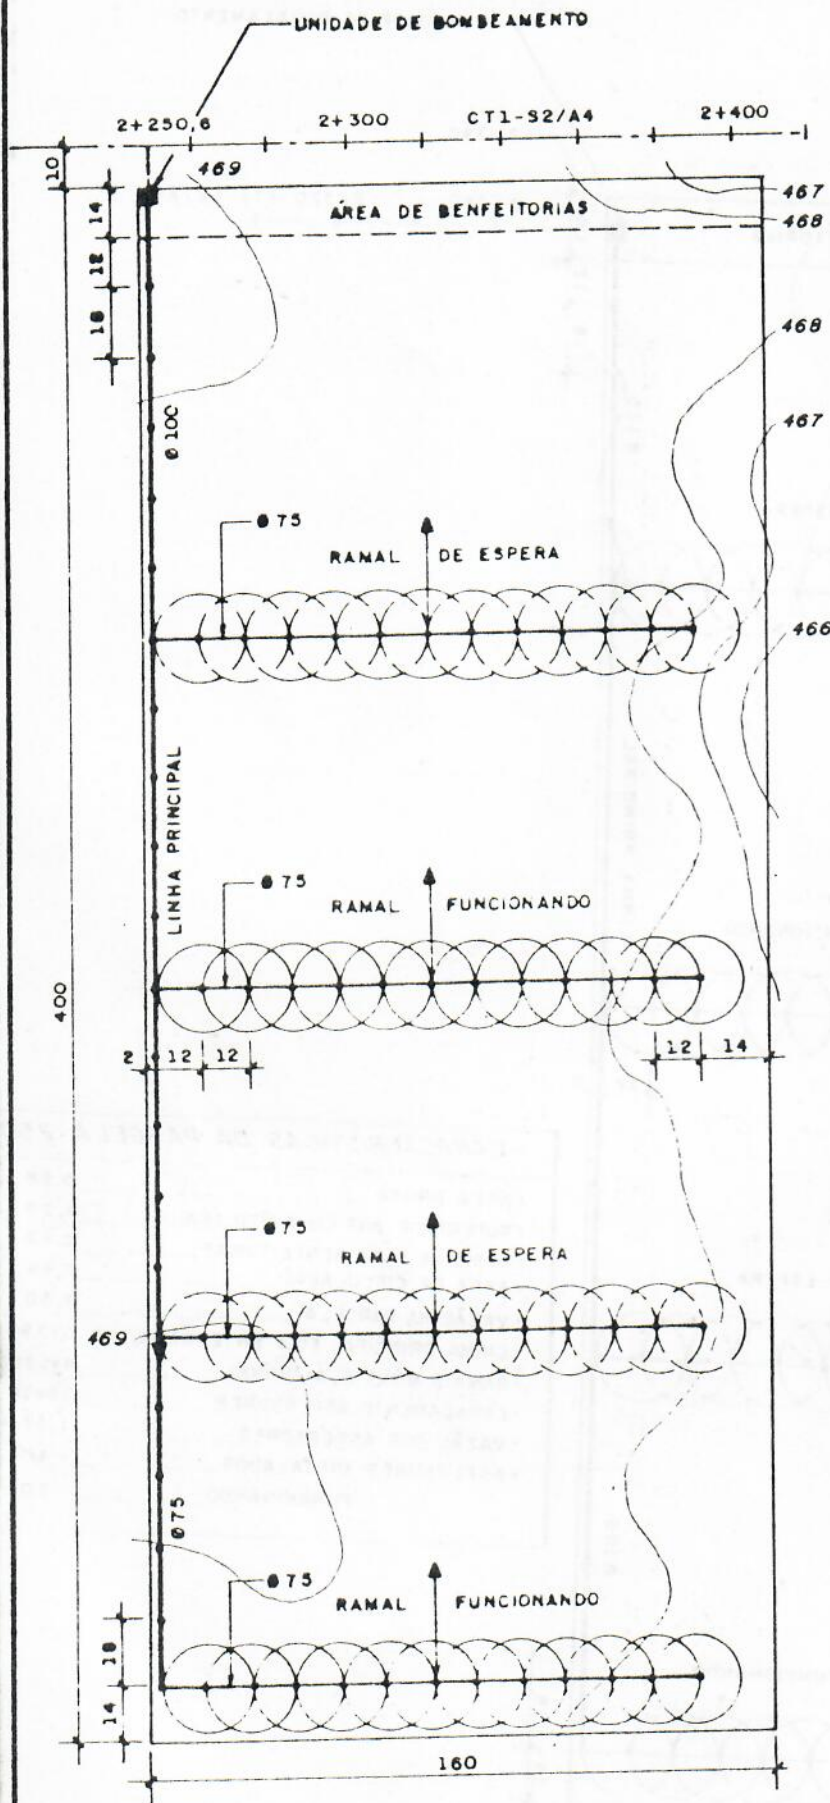 UNIDADE DE BOMBEAMENTO
2+250,6 2+300 CT1-S2/A4 2+400
10
469
467
14
ÁREA DE BENFEITORIAS
468
12
18
468
Ø 100
467
Ø 75
RAMAL DE ESPERA
466
LINHA PRINCIPAL
Ø 75
RAMAL FUNCIONANDO
400
2 12 12 12 14
Ø 75
RAMAL DE ESPERA
469
Ø75
Ø 75
RAMAL FUNCIONANDO
18
14
160